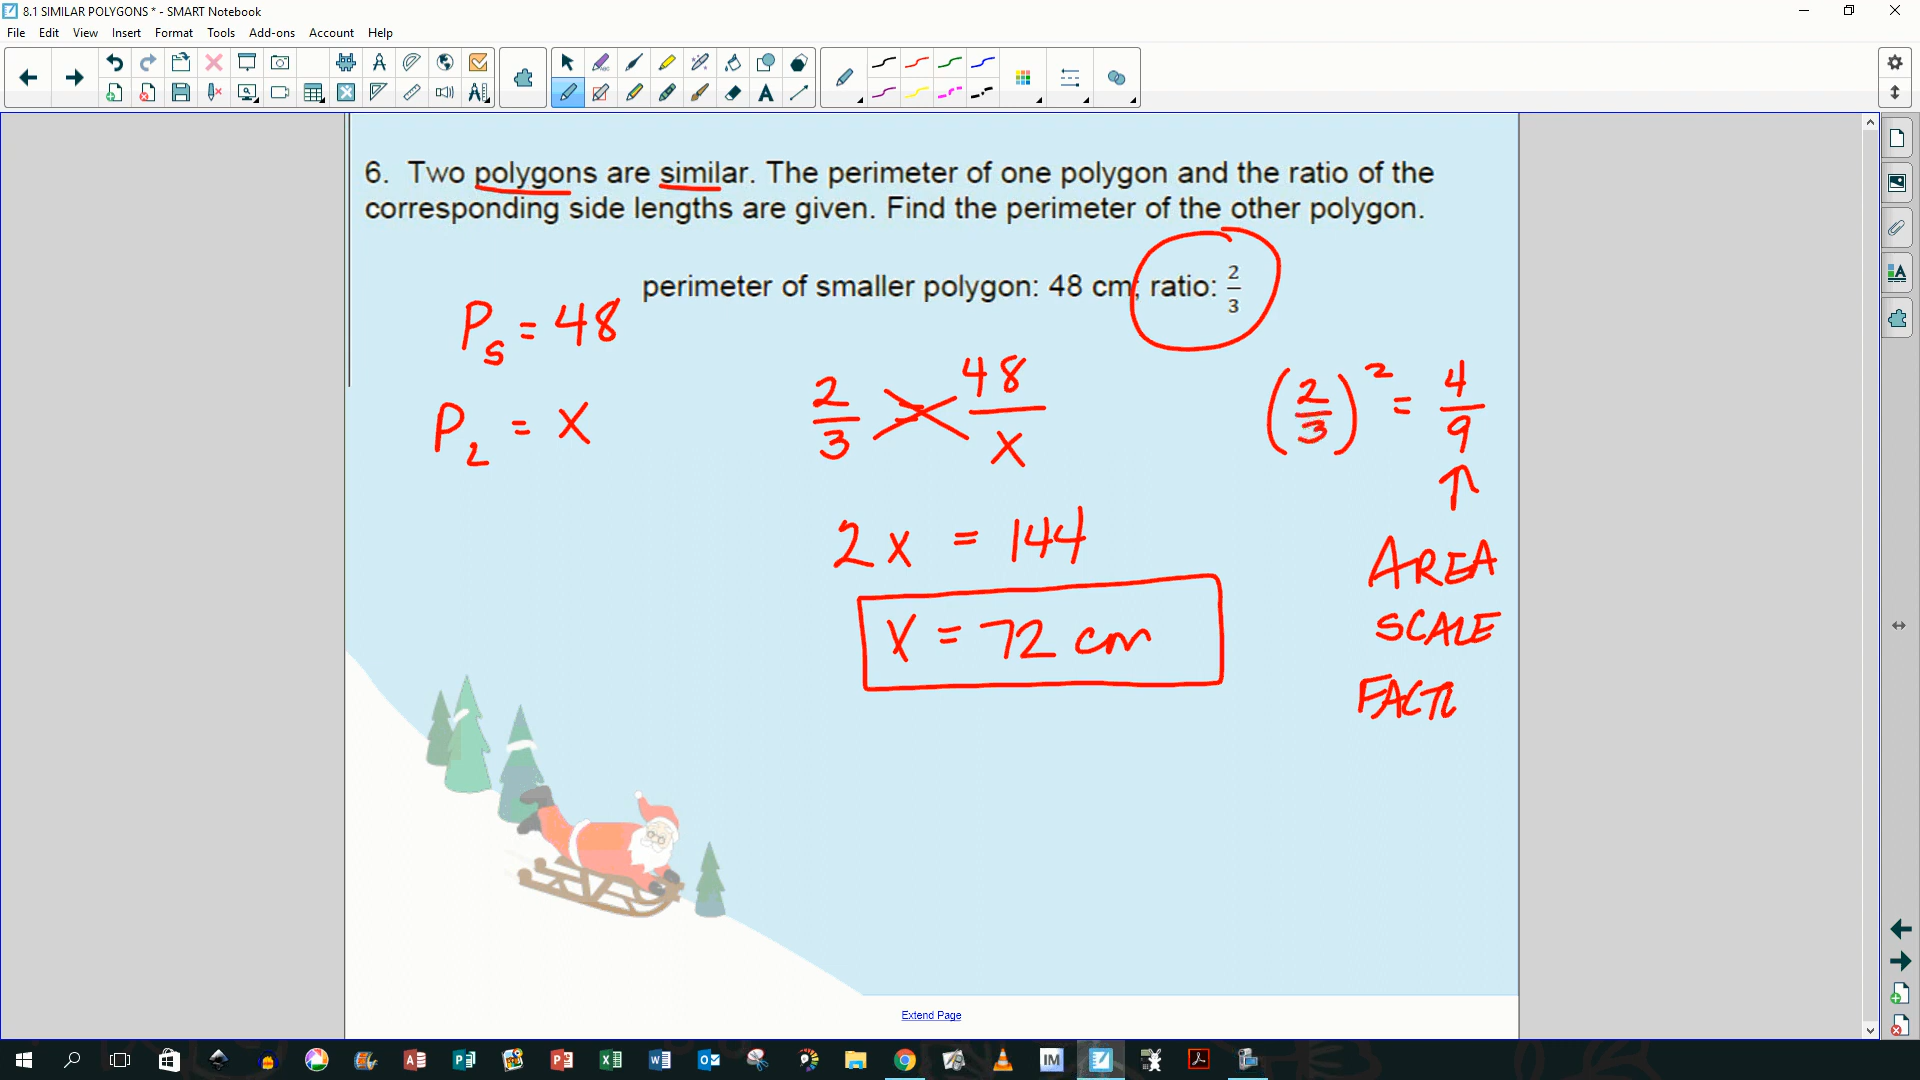 8.1 SIMILAR POLYGONS * - SMART Notebook
File Edit View Insert Format Tools Add-ons Account Help
6. Two polygons are similar. The perimeter of one polygon and the ratio of the
corresponding side lengths are given. Find the perimeter of the other polygon.
perimeter of smaller polygon: 48 cm; ratio: 2/3
P_S = 48
P_2 = X
2/3 = 48/X
(2/3)^2 = 4/9
2x = 144
X = 72 cm
AREA
SCALE
FACTO
Extend Page